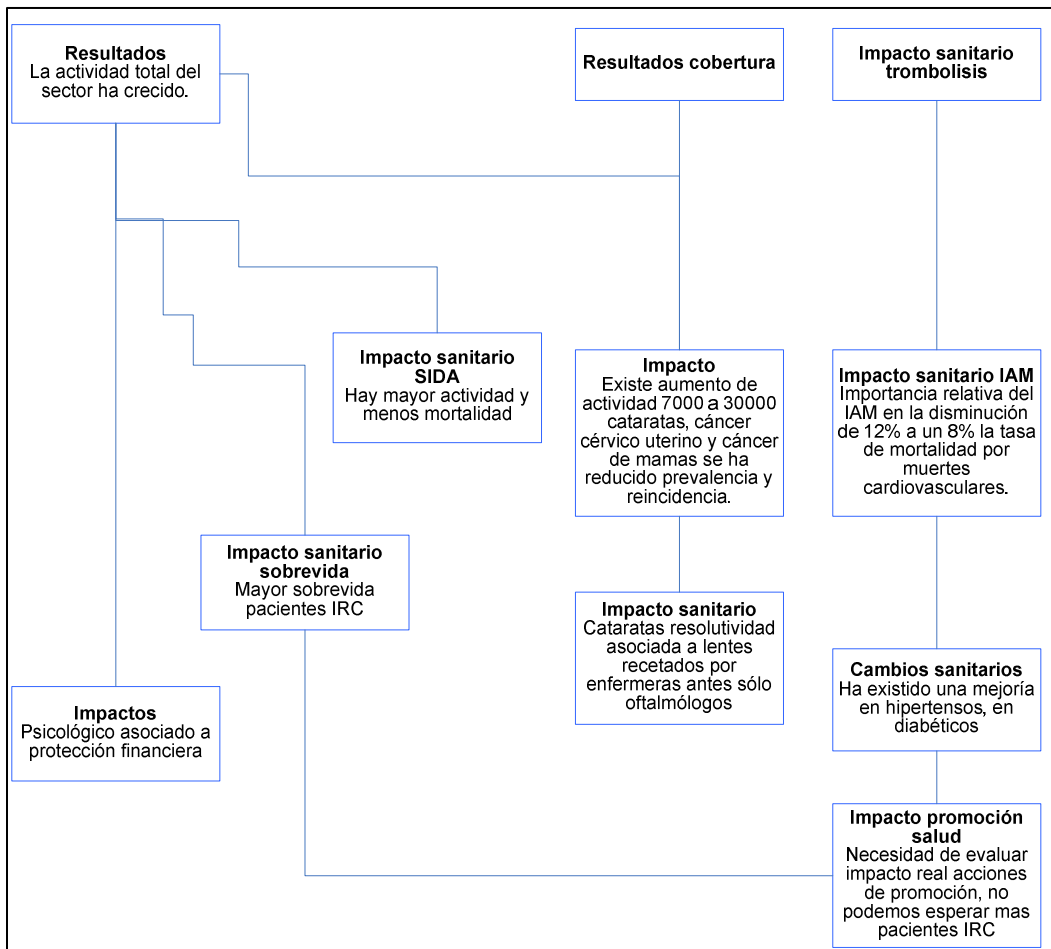 Resultados
La actividad total del
sector ha crecido.
Resultados cobertura
Impacto sanitario
trombolisis
Impacto sanitario
SIDA
Hay mayor actividad y
menos mortalidad
Impacto
Existe aumento de
actividad 7000 a 30000
cataratas, cáncer
cérvico uterino y cáncer
de mamas se ha
reducido prevalencia y
reincidencia.
Impacto sanitario IAM
Importancia relativa del
IAM en la disminución
de 12% a un 8% la tasa
de mortalidad por
muertes
cardiovasculares.
Impacto sanitario
sobrevida
Mayor sobrevida
pacientes IRC
Impacto sanitario
Cataratas resolutividad
asociada a lentes
recetados por
enfermeras antes sólo
oftalmólogos
Cambios sanitarios
Ha existido una mejoría
en hipertensos, en
diabéticos
Impactos
Psicológico asociado a
protección financiera
Impacto promoción
salud
Necesidad de evaluar
impacto real acciones
de promoción, no
podemos esperar mas
pacientes IRC